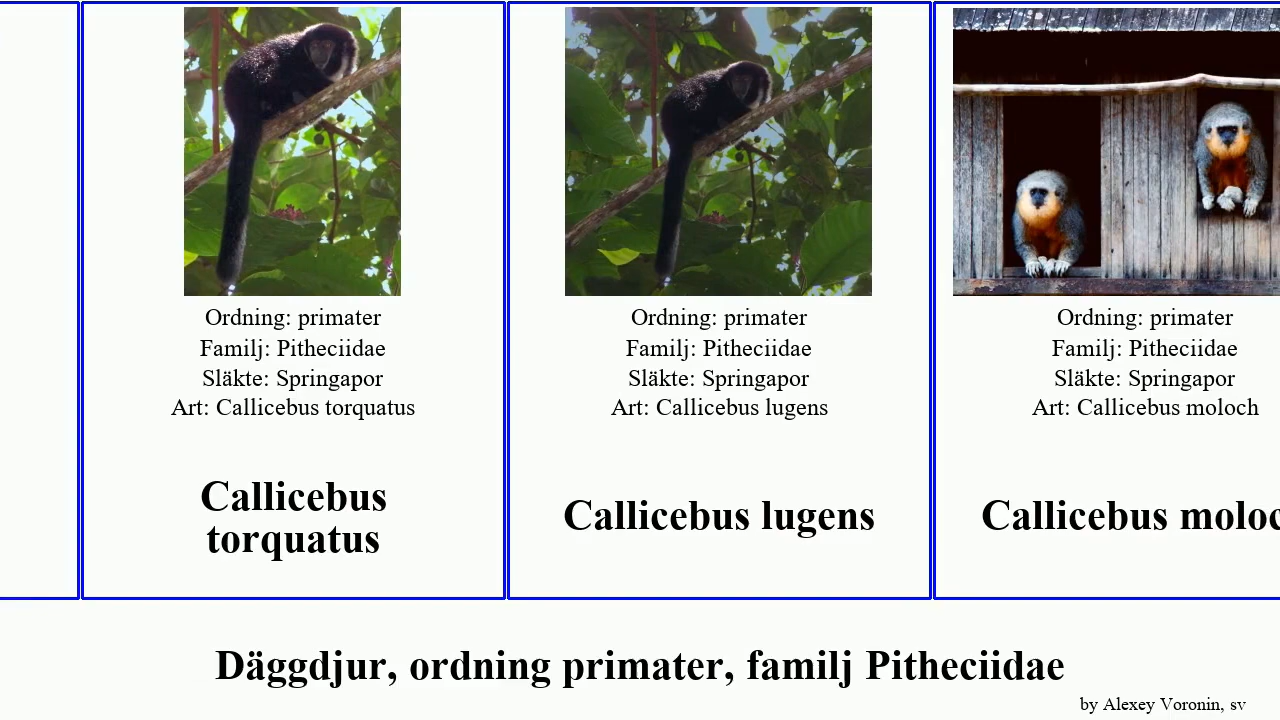 Ordning: primater
Familj: Pitheciidae
Släkte: Springapor
Art: Callicebus torquatus
Callicebus
torquatus
Ordning: primater
Familj: Pitheciidae
Släkte: Springapor
Art: Callicebus lugens
Callicebus lugens
Ordning: primater
Familj: Pitheciidae
Släkte: Springapor
Art: Callicebus moloch
Callicebus moloc
Däggdjur, ordning primater, familj Pitheciidae
by Alexey Voronin, sv